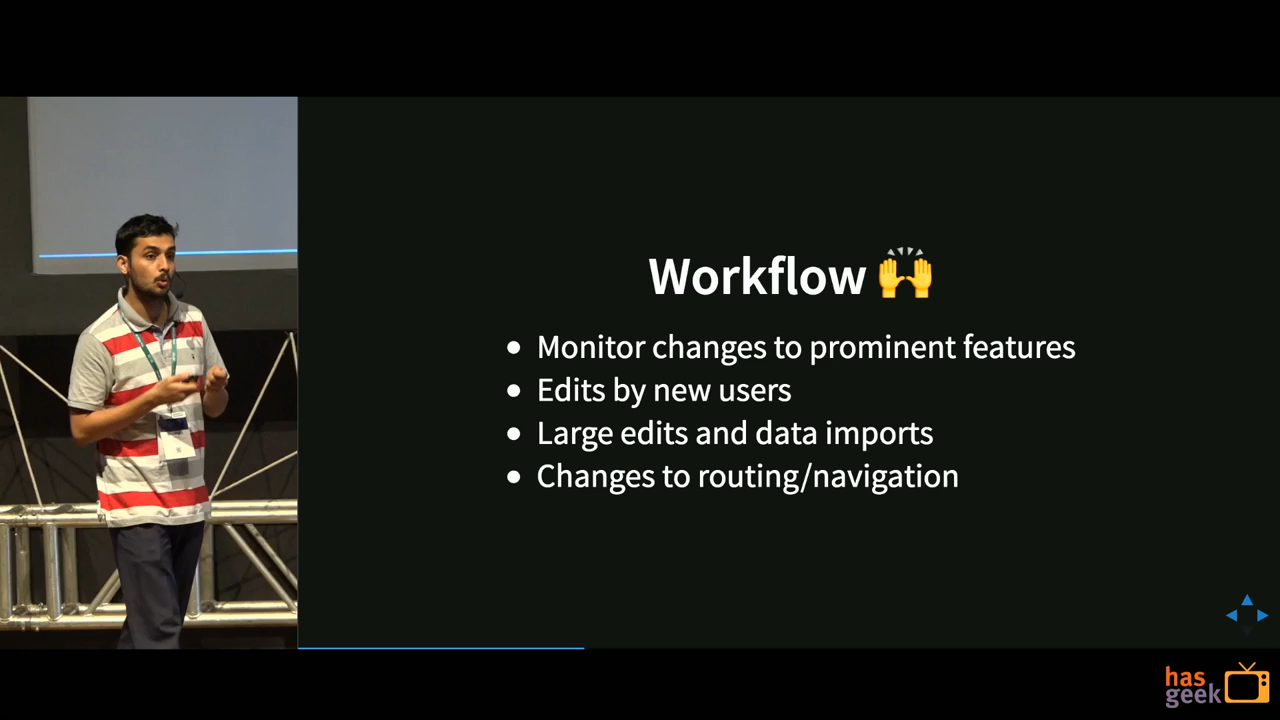 Workflow 🙌
• Monitor changes to prominent features
• Edits by new users
• Large edits and data imports
• Changes to routing/navigation
has
geek